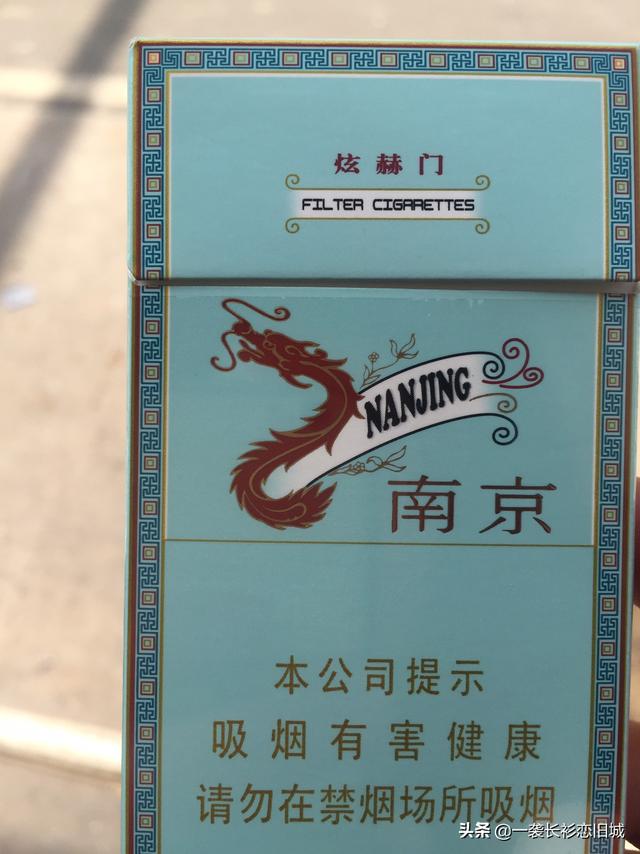 炫赫门
FILTER CIGARETTES
NANJING
南京
本公司提示
吸烟有害健康
请勿在禁烟场所吸烟
头条 @一袭长衫恋旧城